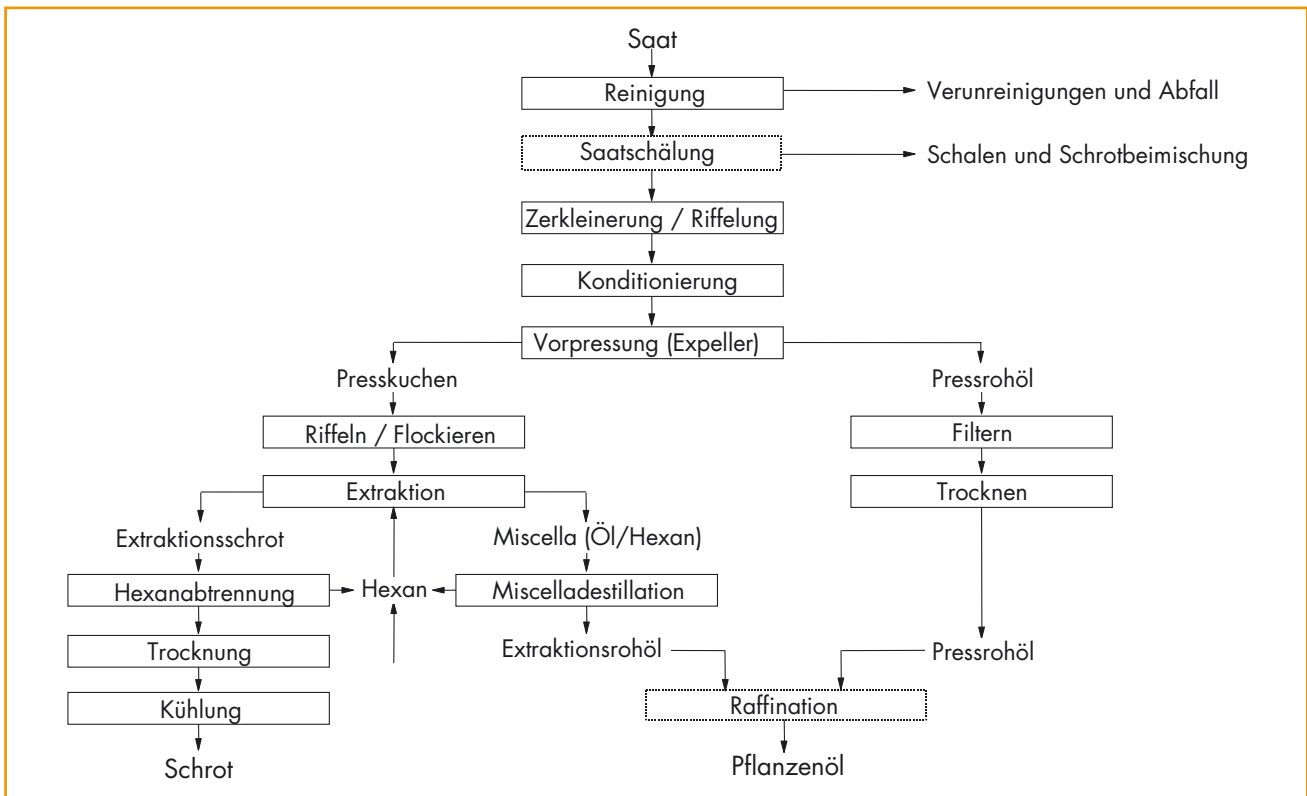 Saat
Reinigung
Verunreinigungen und Abfall
Saatschälung
Schalen und Schrotbeimischung
Zerkleinerung / Riffelung
Konditionierung
Vorpressung (Expeller)
Presskuchen
Pressrohöl
Riffeln / Flockieren
Filtern
Extraktion
Trocknen
Extraktionsschrot
Miscella (Öl/Hexan)
Hexanabtrennung
Hexan
Miscelladestillation
Trocknung
Extraktionsrohöl
Pressrohöl
Kühlung
Raffination
Schrot
Pflanzenöl